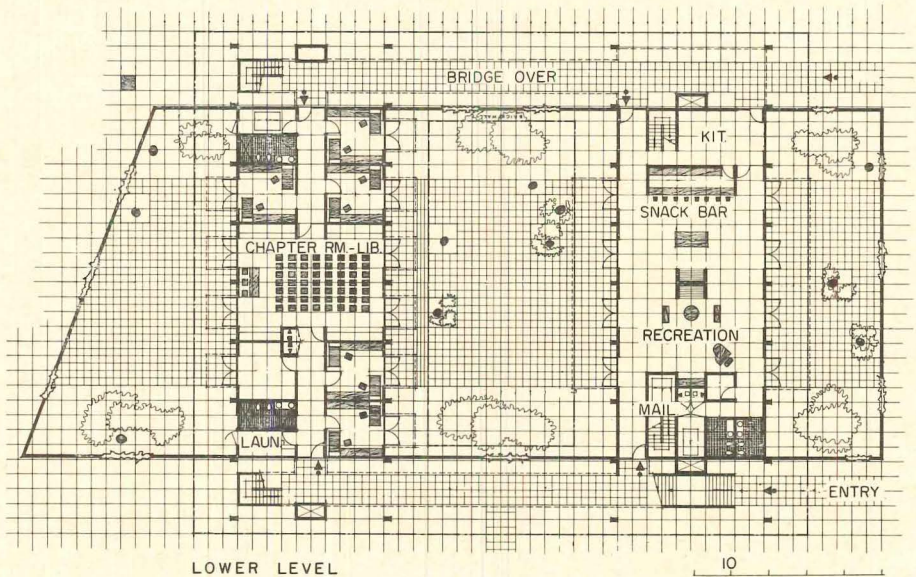 BRIDGE OVER
KIT.
SNACK BAR
CHAPTER RM.-LIB.
RECREATION
MAIL
LAUN.
ENTRY
LOWER LEVEL
10